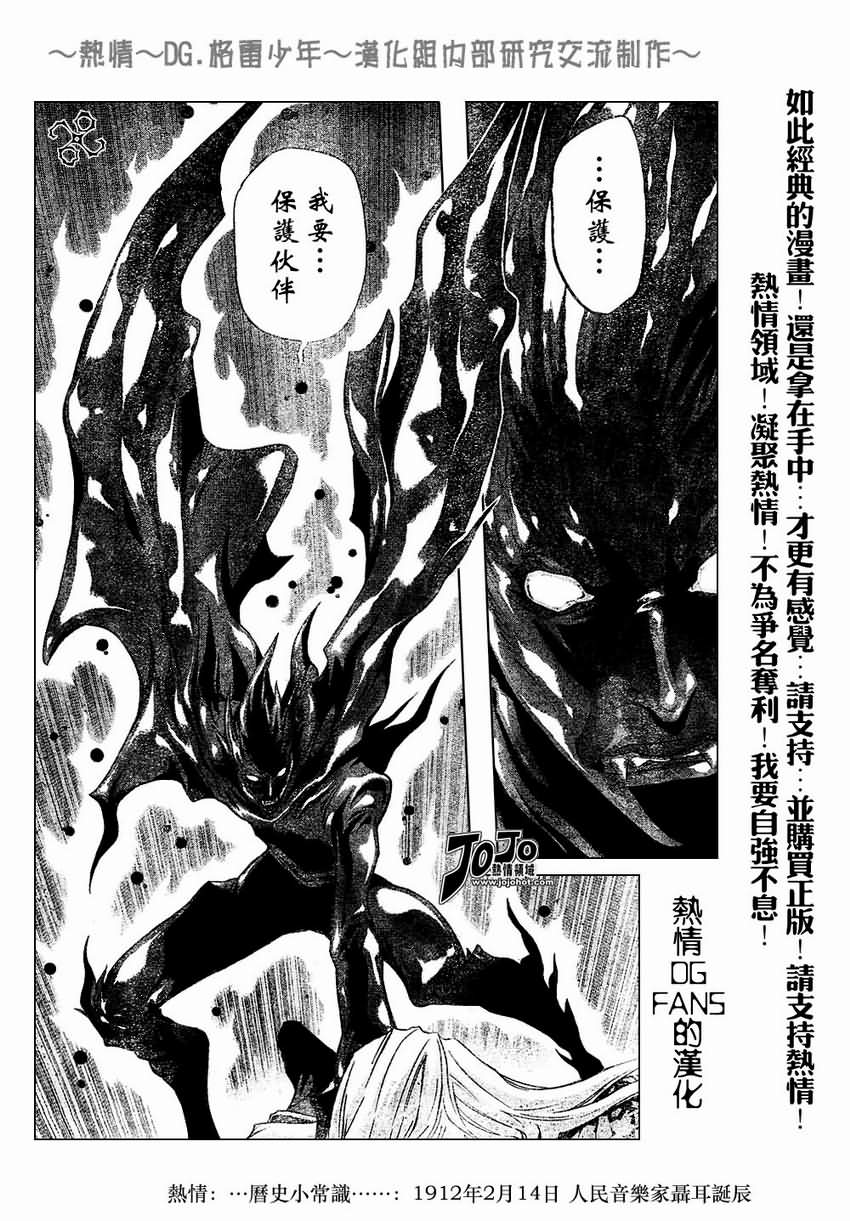 ～熱情～DG.格雷少年～漢化組内部研究交流制作～
如此經典的漫畫！還是拿在手中…才更有感覺…請支持…並購買正版！請支持熱情！
熱情領域！凝聚熱情！不為爭名奪利！我要自強不息！
…保護…
我要…
保護伙伴
JOJO
熱情領域
www.jojohot.com
熱情
DG
FANS
的漢化
熱情：…曆史小常識……：1912年2月14日 人民音樂家聶耳誕辰